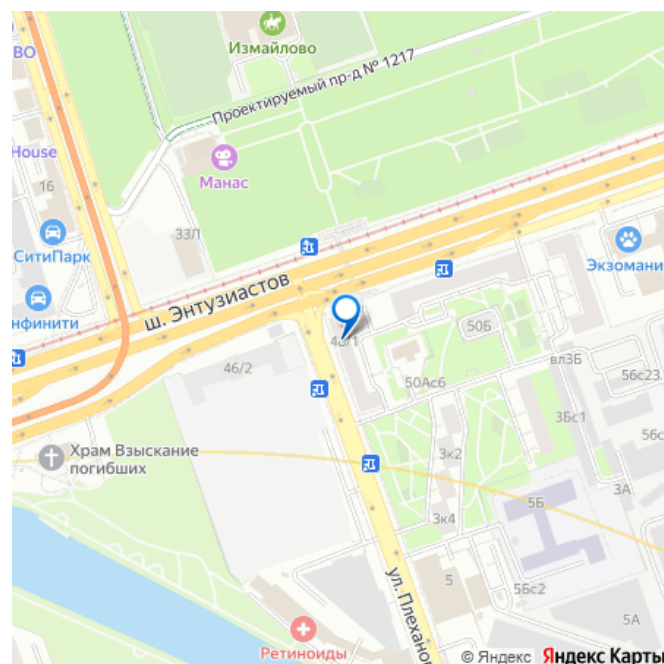 Измайлово
Проектируемый пр-д № 1217
ВО
House
16
Манас
33Л
СитиПарк
Экзомани
нфинити
ш. Энтузиастов
48/1
50Б
вл3Б
46/2
50Ас6
56с23
3Бс1
56с
Храм Взыскание
погибших
3к2
3А
5Б
3к4
5
5Бс2
ул. Плехано
5А
Ретиноиды
© Яндекс Яндекс Карты